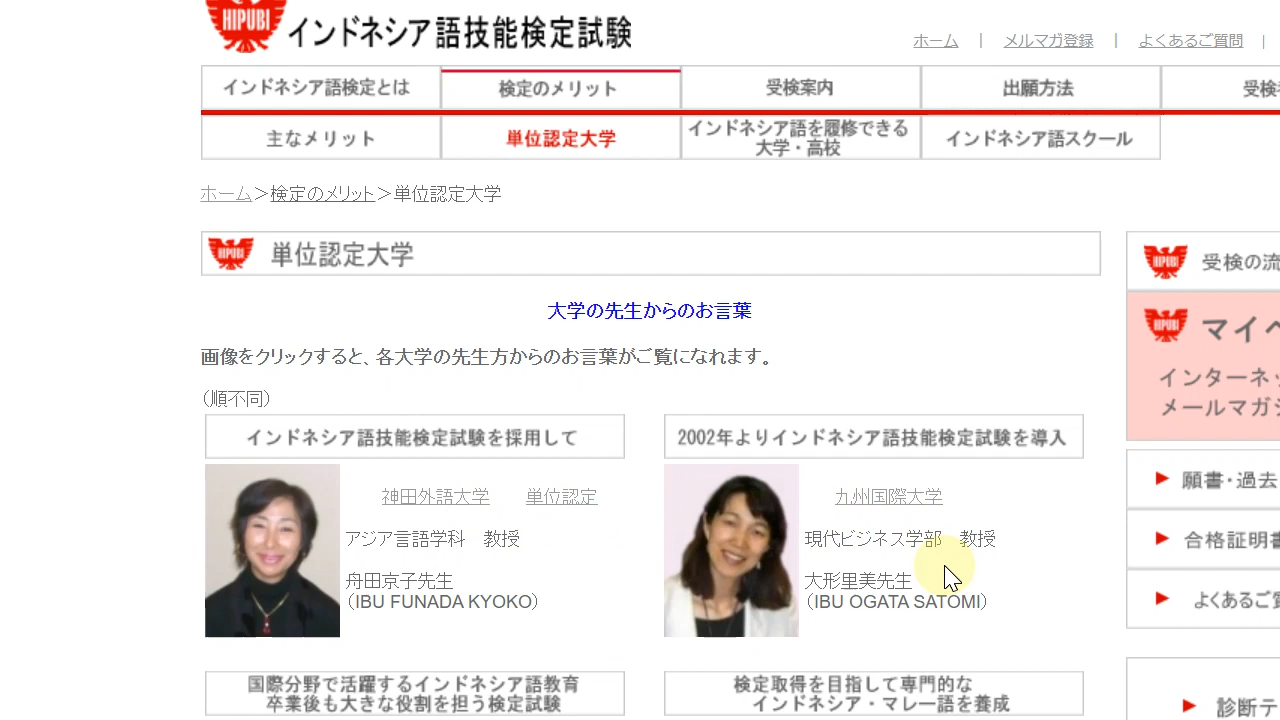 HIPUBI
インドネシア語技能検定試験
ホーム | メルマガ登録 | よくあるご質問 |
インドネシア語検定とは 検定のメリット 受検案内 出願方法 受検
主なメリット 単位認定大学 インドネシア語を履修できる
大学・高校 インドネシア語スクール
ホーム＞検定のメリット＞単位認定大学
HIPUBI 単位認定大学
HIPUBI 受検の流
大学の先生からのお言葉
HIPUBI マイペ
画像をクリックすると、各大学の先生方からのお言葉がご覧になれます。
インターネッ
メールマガジ
（順不同）
インドネシア語技能検定試験を採用して
2002年よりインドネシア語技能検定試験を導入
願書・過去
神田外語大学 単位認定
九州国際大学
アジア言語学科 教授
現代ビジネス学部 教授
合格証明書
舟田京子先生
（IBU FUNADA KYOKO）
大形里美先生
（IBU OGATA SATOMI）
よくあるご質
国際分野で活躍するインドネシア語教育
卒業後も大きな役割を担う検定試験
検定取得を目指して専門的な
インドネシア・マレー語を養成
診断テ